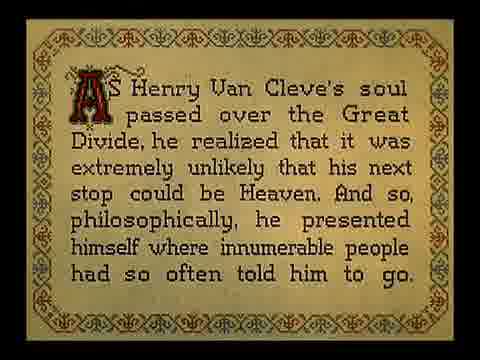 As Henry Van Cleve's soul
passed over the Great
Divide, he realized that it was
extremely unlikely that his next
stop could be Heaven. And so,
philosophically, he presented
himself where innumerable people
had so often told him to go.